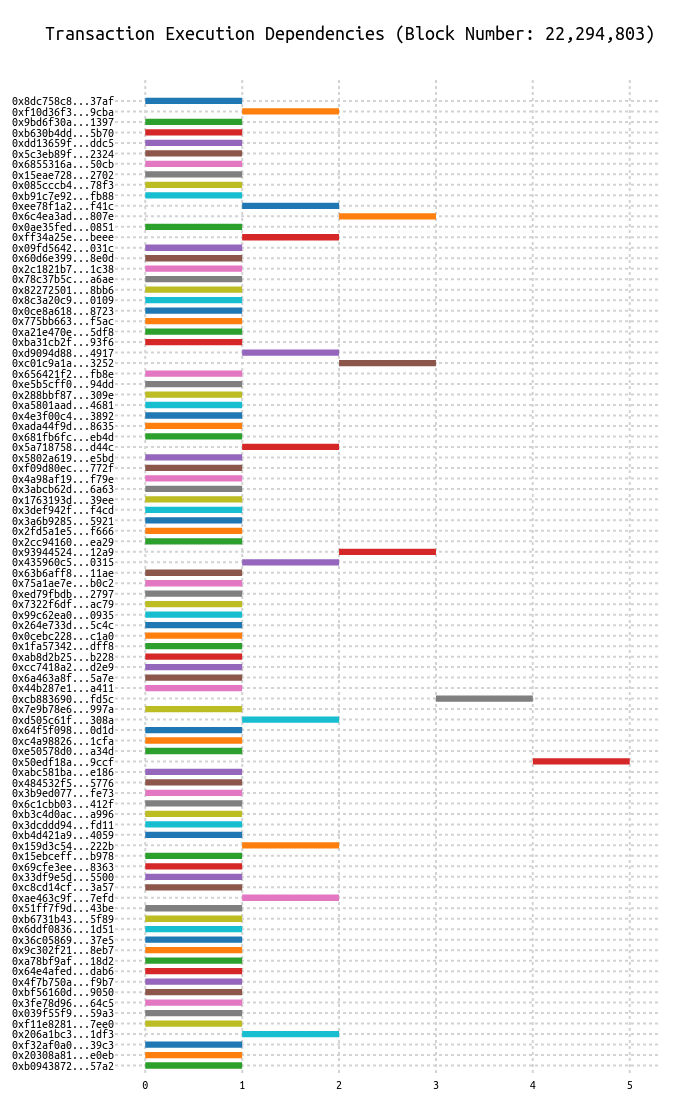 Transaction Execution Dependencies (Block Number: 22,294,803)
0x8dc758c8...37af
0xf10d36f3...9cba
0x9bd6f30a...1397
0xb630b4dd...5b70
0xdd13659f...ddc5
0x5c3eb89f...2324
0x6855316a...50cb
0x15eae728...2702
0x085cccb4...78f3
0xb91c7e92...fb88
0xee78f1a2...f41c
0x6c4ea3ad...807e
0x0ae35fed...0851
0xff34a25e...beee
0x09fd5642...031c
0x60d6e399...8e0d
0x2c1821b7...1c38
0x78c37b5c...a6ae
0x82272501...8bb6
0x8c3a20c9...0109
0x0ce8a618...8723
0x775bb663...f5ac
0xa21e470e...5df8
0xba31cb2f...93f6
0xd9094d88...4917
0xc01c9a1a...3252
0x656421f2...fb8e
0xe5b5cff0...94dd
0x288bbf87...309e
0xa5801aad...4681
0x4e3f00c4...3892
0xada44f9d...8635
0x681fb6fc...eb4d
0x5a718758...d44c
0x5802a619...e5bd
0xf09d80ec...772f
0x4a98af19...f79e
0x3abcb62d...6a63
0x1763193d...39ee
0x3def942f...f4cd
0x3a6b9285...5921
0x2fd5a1e5...f666
0x2cc94160...ea29
0x93944524...12a9
0x435960c5...0315
0x63b6aff8...11ae
0x75a1ae7e...b0c2
0xed79fbdb...2797
0x7322f6df...ac79
0x99c62ea0...0935
0x264e733d...5c4c
0x0cebc228...c1a0
0x1fa57342...dff8
0xab8d2b25...b228
0xcc7418a2...d2e9
0x6a463a8f...5a7e
0x44b287e1...a411
0xcb883690...fd5c
0x7e9b78e6...997a
0xd505c61f...308a
0x64f5f098...0d1d
0xc4a98826...1cfa
0xe50578d0...a34d
0x50edf18a...9ccf
0xabc581ba...e186
0x484532f5...5776
0x3b9ed077...fe73
0x6c1cbb03...412f
0xb3c4d0ac...a996
0x3dcddd94...fd11
0xb4d421a9...4059
0x159d3c54...222b
0x15ebceff...b978
0x69cfe3ee...8363
0x33df9e5d...5500
0xc8cd14cf...3a57
0xae463c9f...7efd
0x51ff7f9d...43be
0xb6731b43...5f89
0x6ddf0836...1d51
0x36c05869...37e5
0x9c302f21...8eb7
0xa78bf9af...18d2
0x64e4afed...dab6
0x4f7b750a...f9b7
0xbf56160d...9050
0x3fe78d96...64c5
0x039f55f9...59a3
0xf11e8281...7ee0
0x206a1bc3...1df3
0xf32af0a0...39c3
0x20308a81...e0eb
0xb0943872...57a2
0 1 2 3 4 5